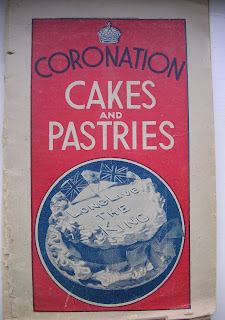 CORONATION
CAKES
AND
PASTRIES
LONG LIVE
THE
KING